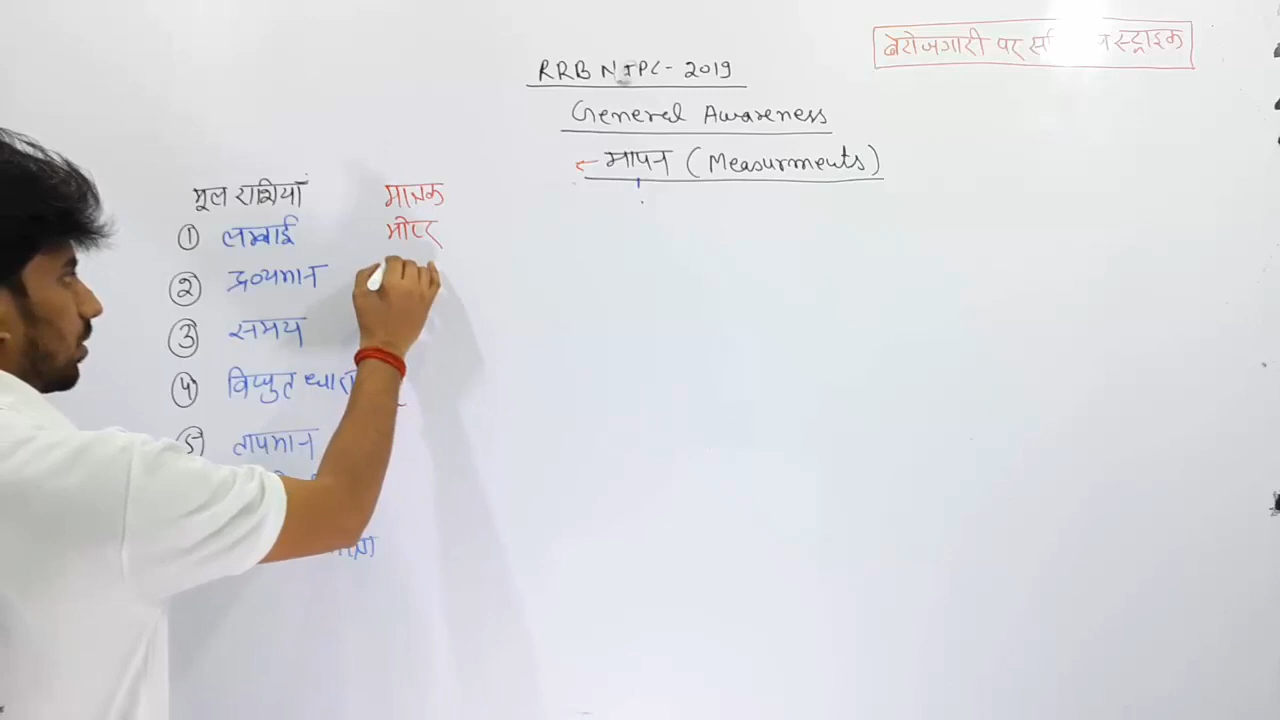 बेरोजगारी पर स्ट्राइक
RRB NTPC- 2019
General Awareness
मापन (Measurments)
मूल राशियाँ मात्रक
① लम्बाई मीटर
② द्रव्यमान
③ समय
④ विद्युत धारा
⑤ तापमान